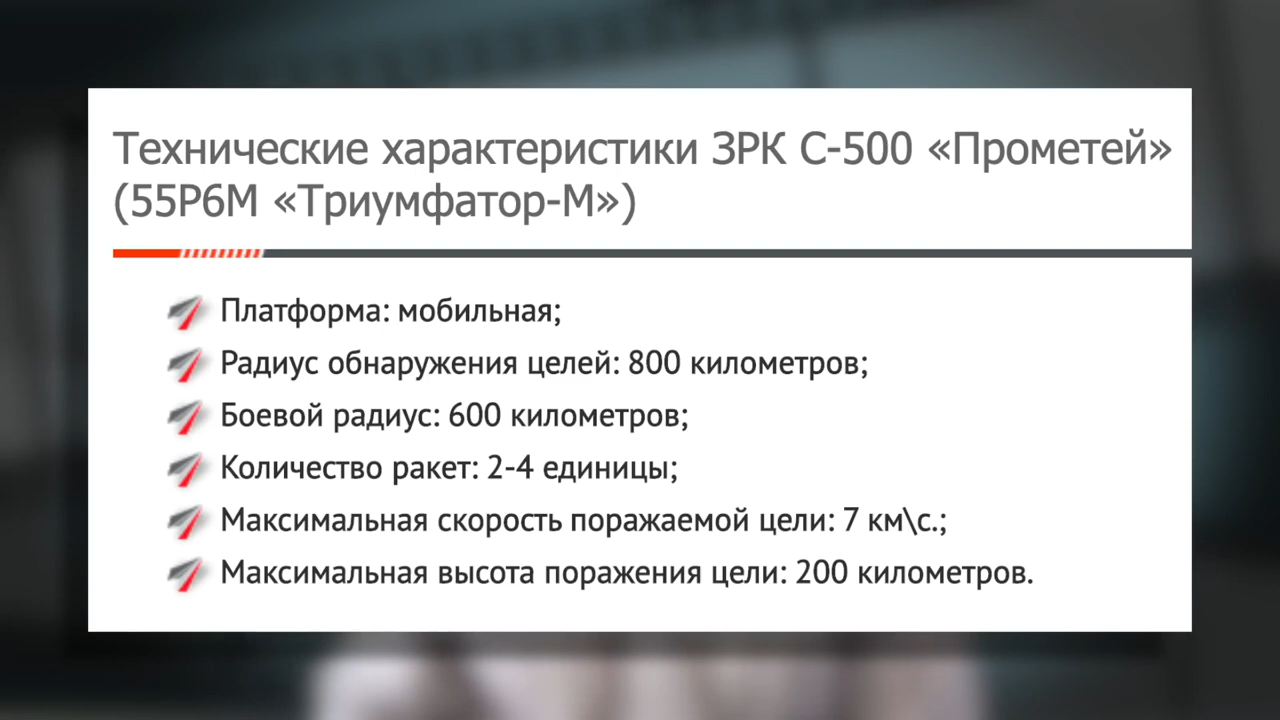 Технические характеристики ЗРК С-500 «Прометей»
(55Р6М «Триумфатор-М»)
Платформа: мобильная;
Радиус обнаружения целей: 800 километров;
Боевой радиус: 600 километров;
Количество ракет: 2-4 единицы;
Максимальная скорость поражаемой цели: 7 км\с.;
Максимальная высота поражения цели: 200 километров.